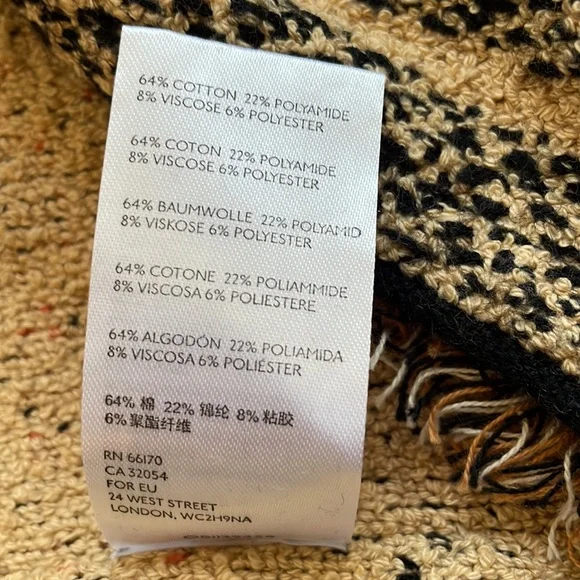 64% COTTON 22% POLYAMIDE
8% VISCOSE 6% POLYESTER
64% COTON 22% POLYAMIDE
8% VISCOSE 6% POLYESTER
64% BAUMWOLLE 22% POLYAMID
8% VISKOSE 6% POLYESTER
64% COTONE 22% POLIAMMIDE
8% VISCOSA 6% POLIESTERE
64% ALGODÓN 22% POLIAMIDA
8% VISCOSA 6% POLIÉSTER
64% 棉 22% 锦纶 8% 粘胶
6% 聚酯纤维
RN 66170
CA 32054
FOR EU
24 WEST STREET
LONDON, WC2H9NA